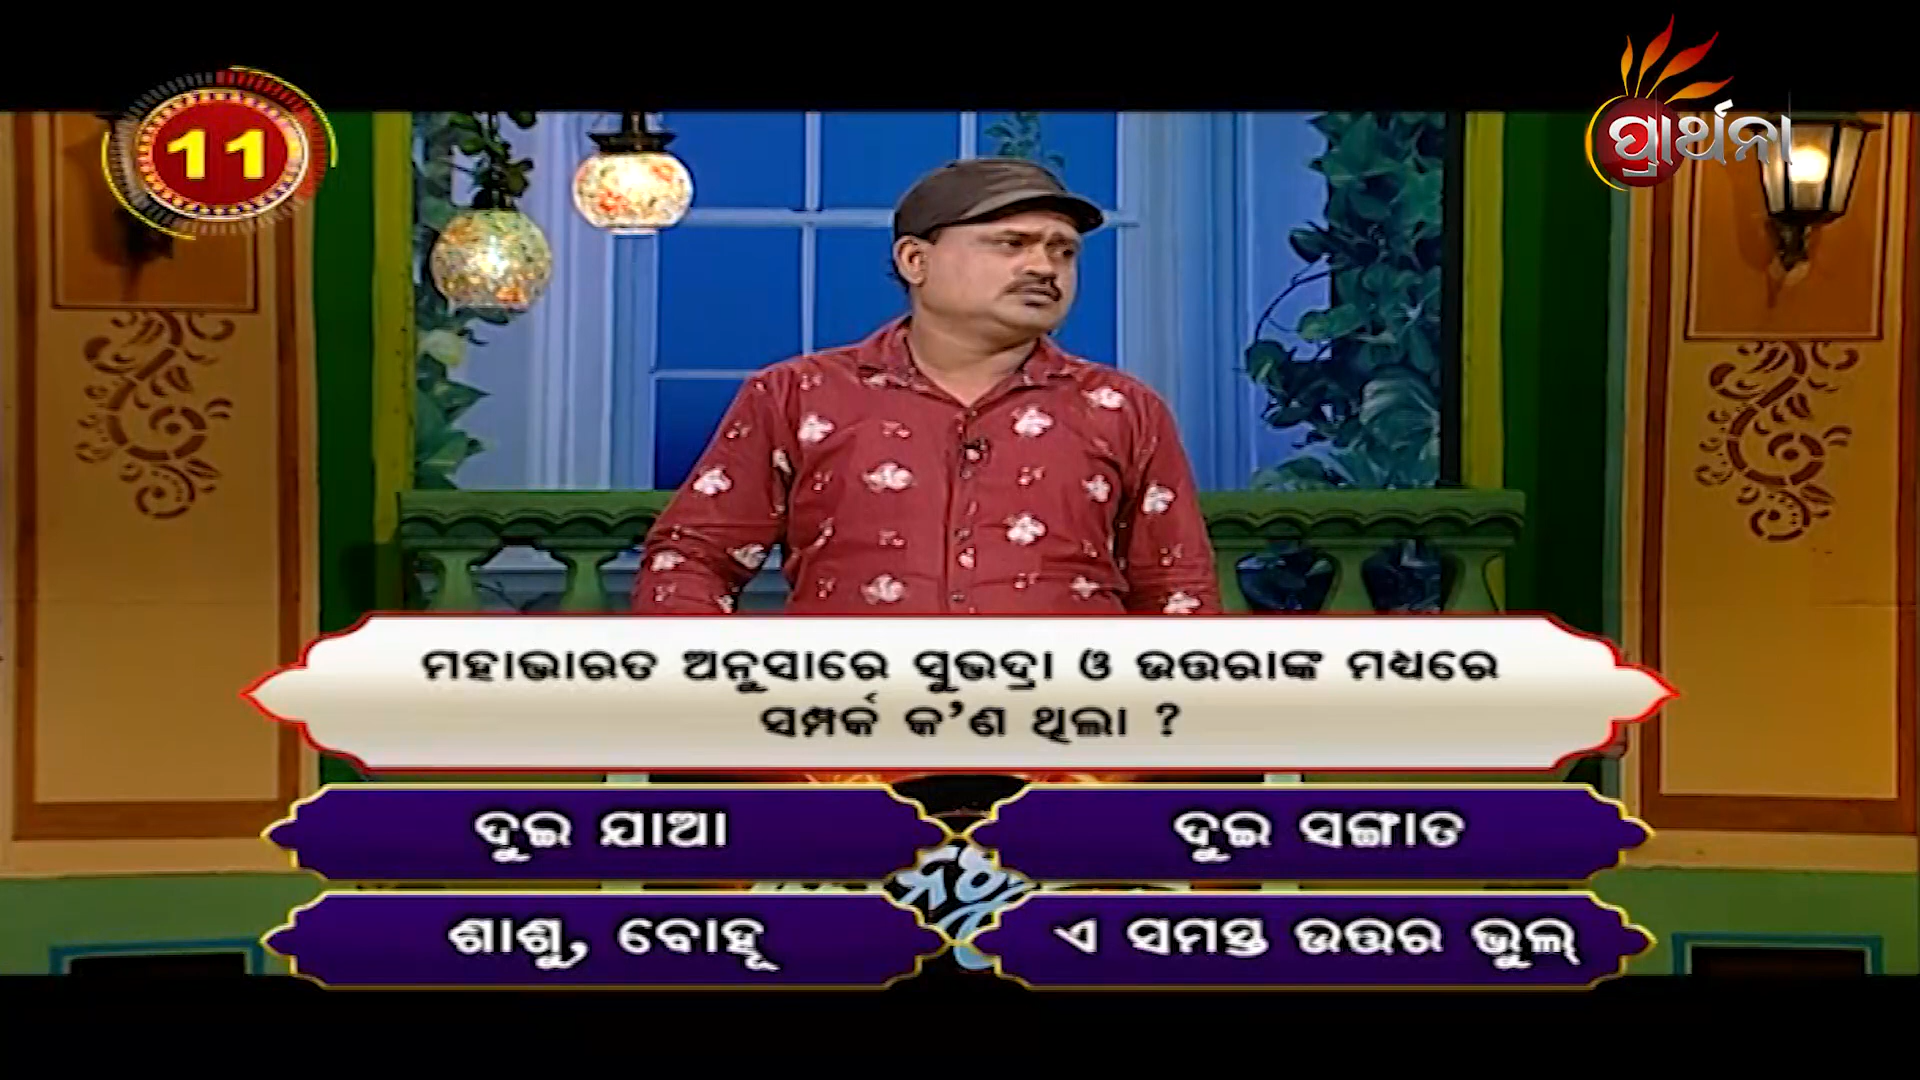 11
ପ୍ରାର୍ଥନା
ମହାଭାରତ ଅନୁସାରେ ସୁଭଦ୍ରା ଓ ଉତ୍ତରାଙ୍କ ମଧ୍ୟରେ
ସମ୍ପର୍କ କ'ଣ ଥିଲା ?
ଦୁଇ ଯାଆ
ଦୁଇ ସଙ୍ଗାତ
ଶାଶୁ, ବୋହୂ
ଏ ସମସ୍ତ ଉତ୍ତର ଭୁଲ୍